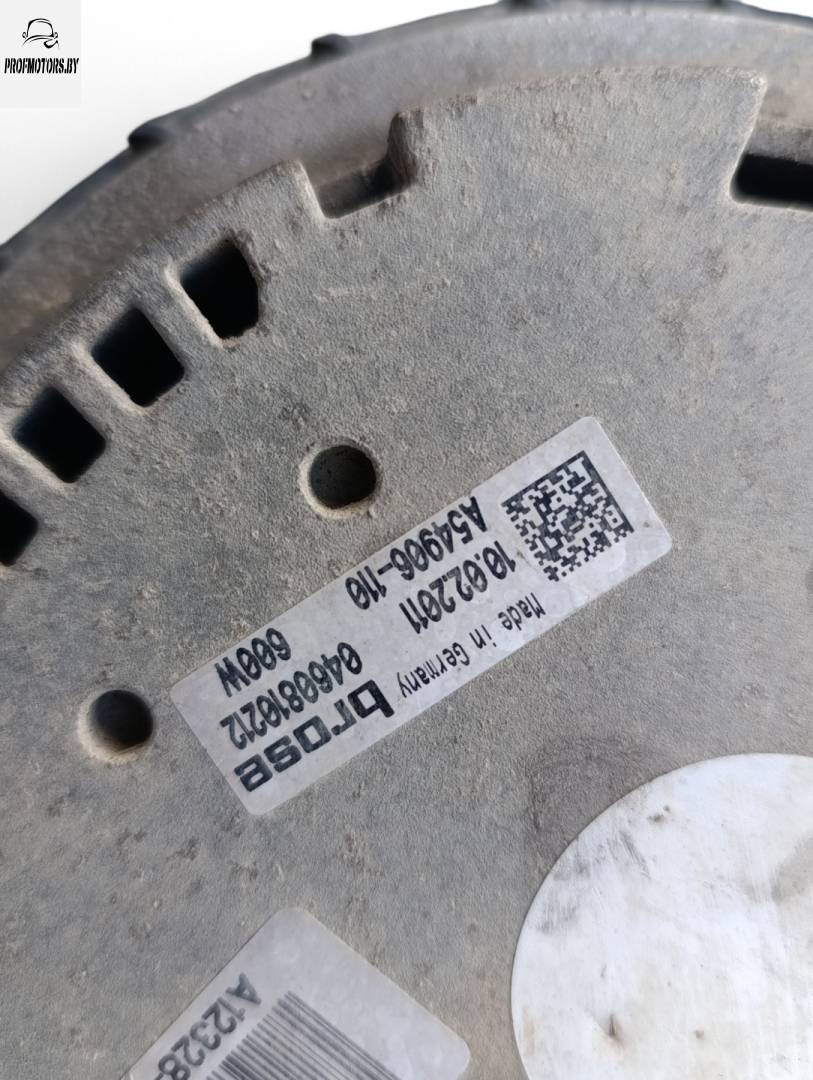 PROFMOTORS.BY
brose Made in Germany
0460810212 10.02.2011
600W A54906-110
A12328-